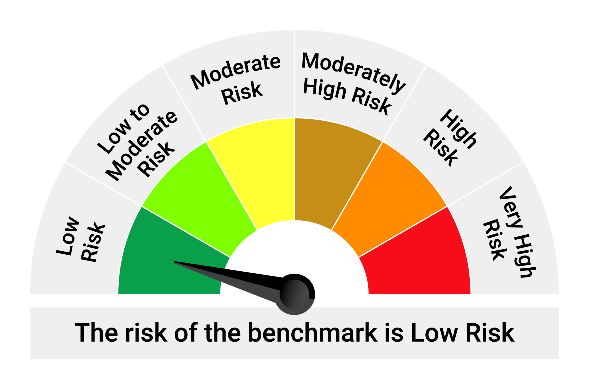 Low
Risk
Low to
Moderate
Risk
Moderate
Risk
Moderately
High Risk
High
Risk
Very High
Risk
The risk of the benchmark is Low Risk